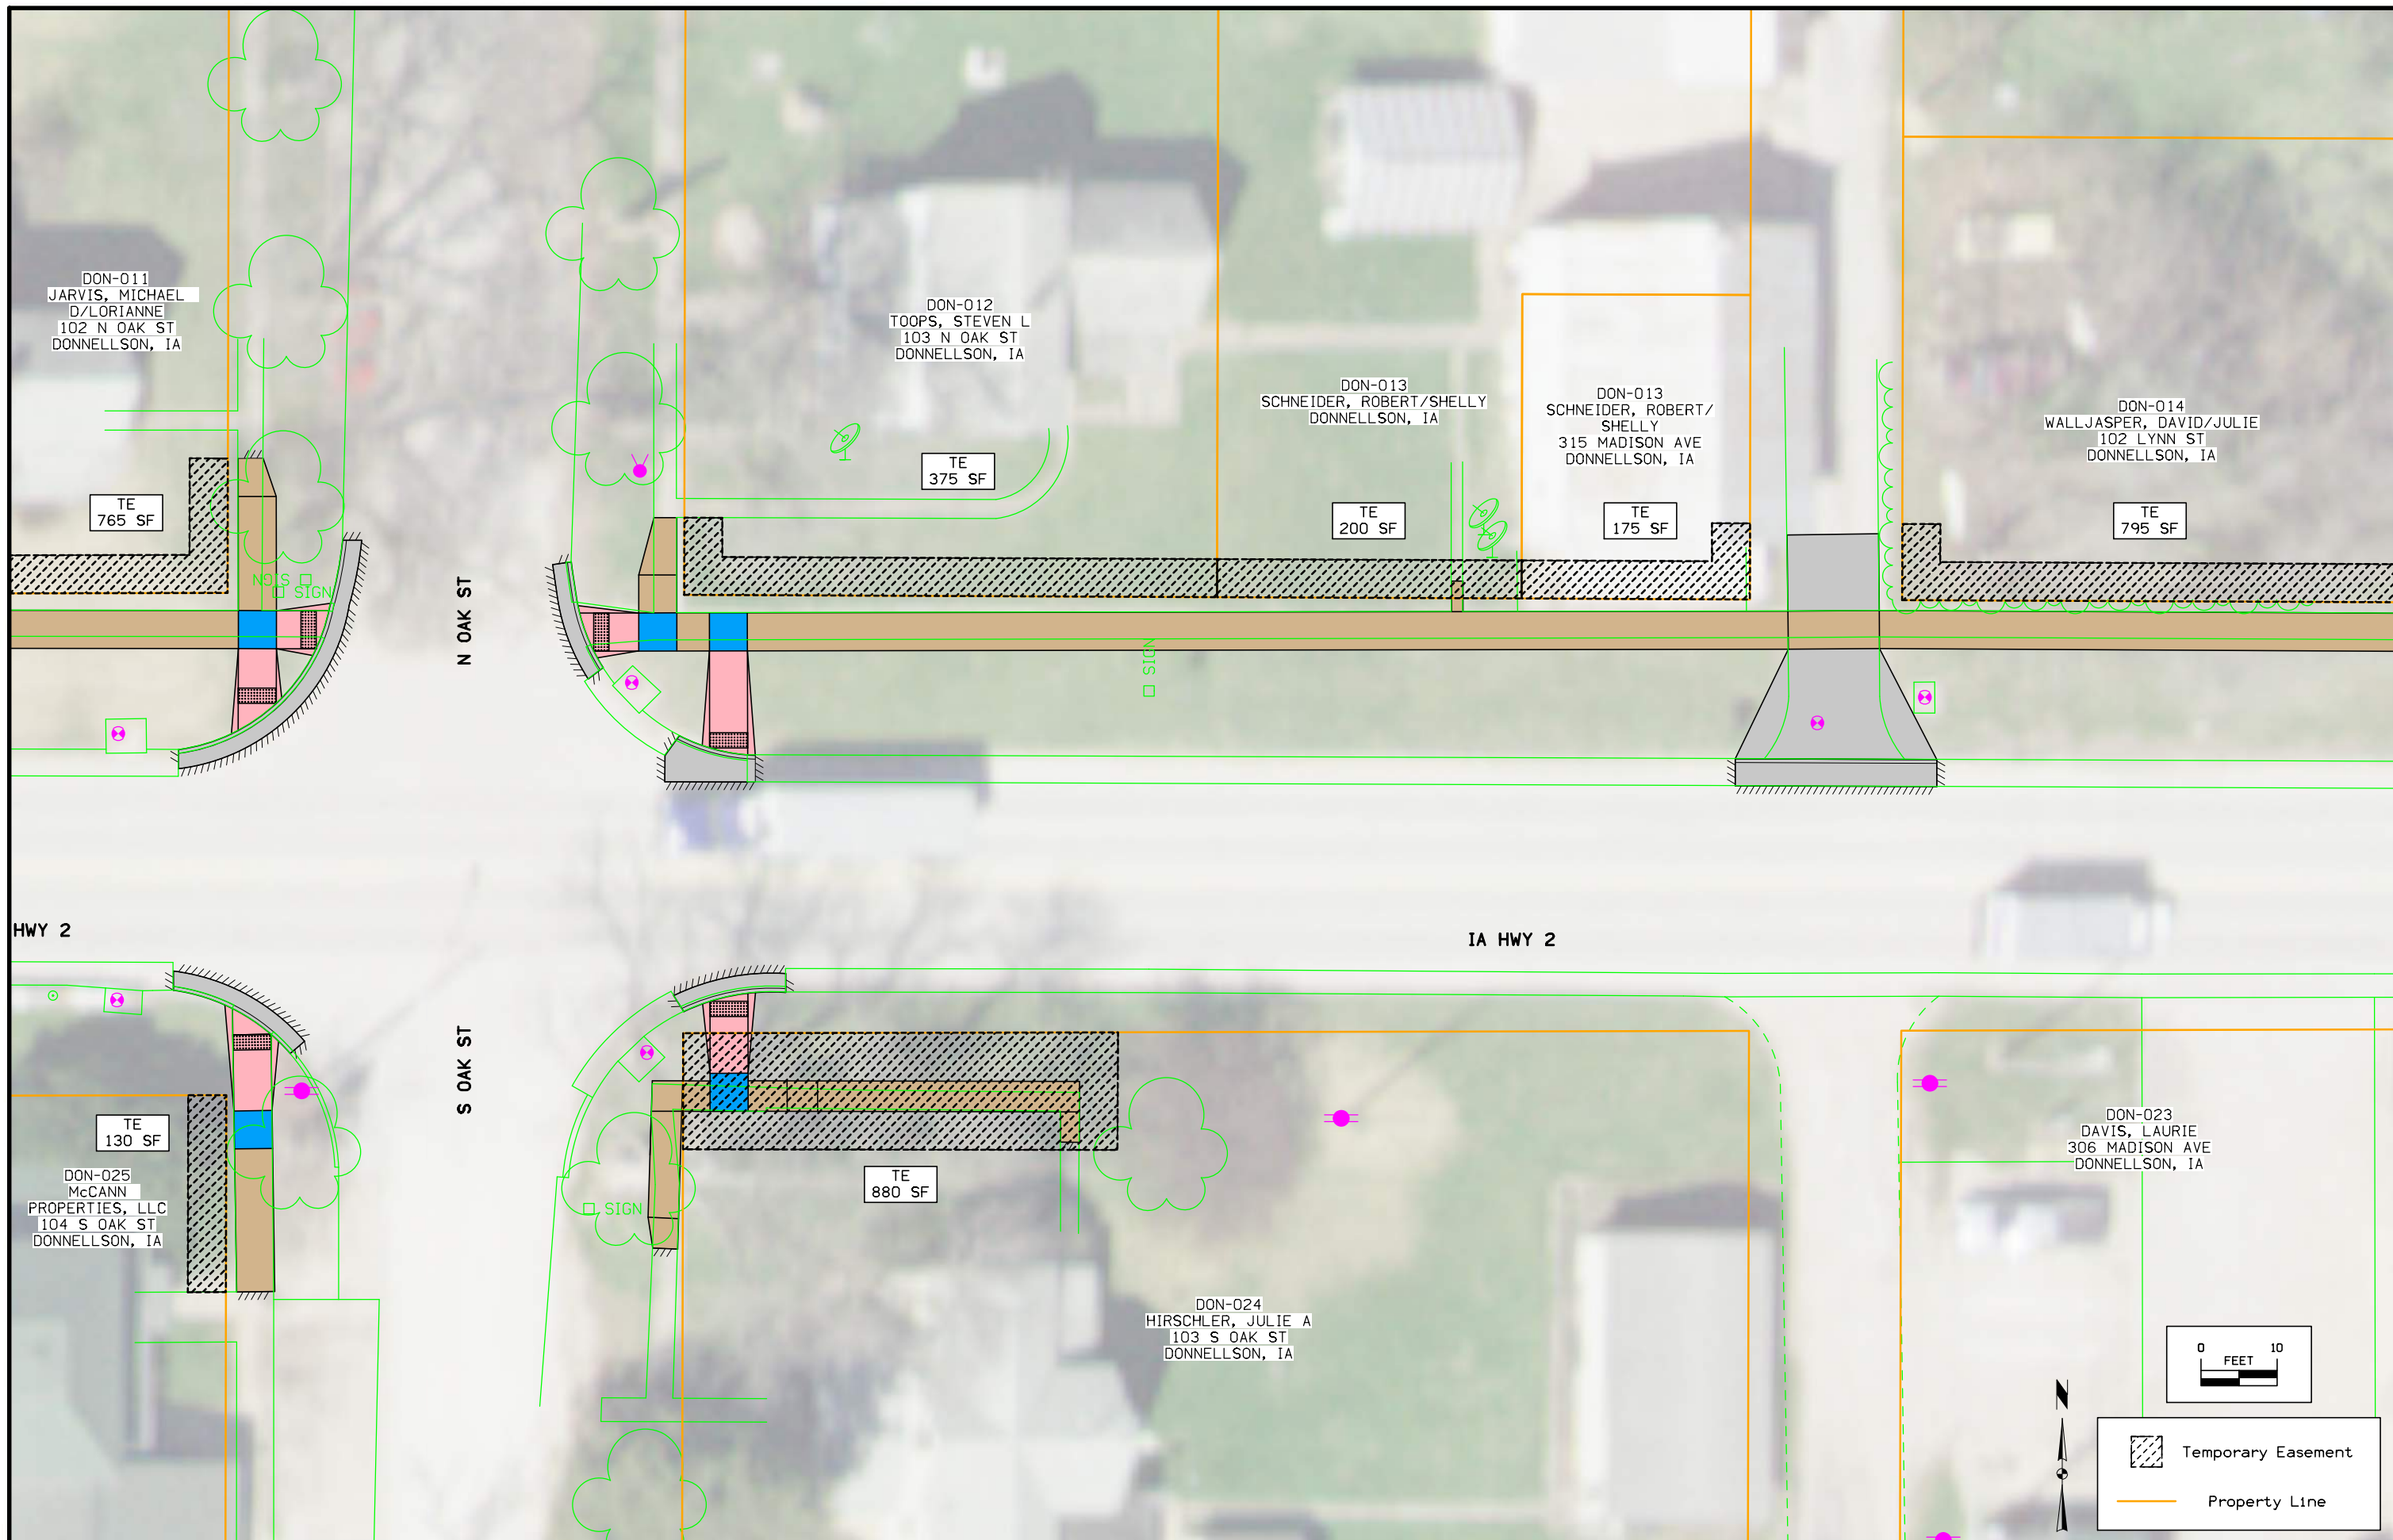 DON-011
JARVIS, MICHAEL
D/LORIANNE
102 N OAK ST
DONNELLSON, IA
TE
765 SF
SIGN
SIGN
N OAK ST
DON-012
TOOPS, STEVEN L
103 N OAK ST
DONNELLSON, IA
TE
375 SF
SIGN
DON-013
SCHNEIDER, ROBERT/SHELLY
DONNELLSON, IA
TE
200 SF
DON-013
SCHNEIDER, ROBERT/
SHELLY
315 MADISON AVE
DONNELLSON, IA
TE
175 SF
DON-014
WALLJASPER, DAVID/JULIE
102 LYNN ST
DONNELLSON, IA
TE
795 SF
HWY 2
IA HWY 2
S OAK ST
TE
130 SF
DON-025
McCANN
PROPERTIES, LLC
104 S OAK ST
DONNELLSON, IA
SIGN
TE
880 SF
DON-024
HIRSCHLER, JULIE A
103 S OAK ST
DONNELLSON, IA
DON-023
DAVIS, LAURIE
306 MADISON AVE
DONNELLSON, IA
0 10
FEET
N
Temporary Easement
Property Line